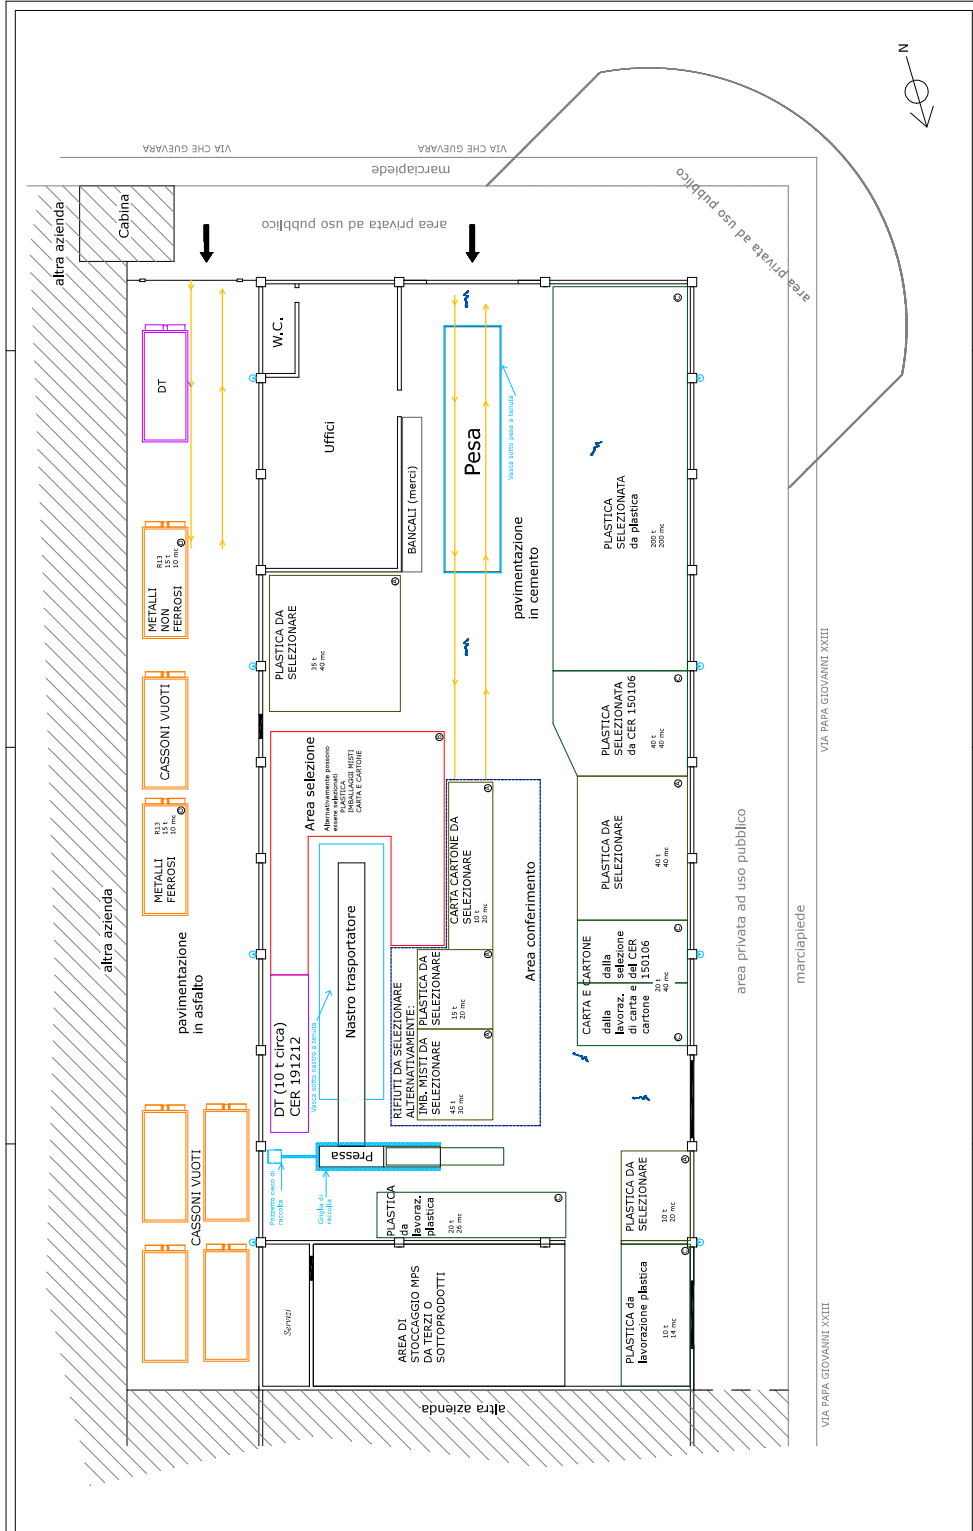 N
VIA CHE GUEVARA
VIA CHE GUEVARA
marciapiede
area privata ad uso pubblico
area privata ad uso pubblico
altra azienda
Cabina
DT
W.C.
Uffici
BANCALI (merci)
Pesa
Vasca sotto pesa a tenuta
pavimentazione
in cemento
PLASTICA
SELEZIONATA
da plastica
200 t
200 mc
C
METALLI
NON
FERROSI
R13
15 t
10 mc
CASSONI VUOTI
METALLI
FERROSI
R13
15 t
10 mc
altra azienda
pavimentazione
in asfalto
CASSONI VUOTI
PLASTICA DA
SELEZIONARE
35 t
40 mc
A
Area selezione
Alternativamente possono
essere selezionati
PLASTICA
IMBALLAGGI MISTI
CARTA E CARTONE
Nastro trasportatore
Vasca sotto nastro a tenuta
DT (10 t circa)
CER 191212
RIFIUTI DA SELEZIONARE
ALTERNATIVAMENTE:
IMB. MISTI DA
SELEZIONARE
45 t
30 mc
A
PLASTICA DA
SELEZIONARE
15 t
20 mc
A
CARTA CARTONE DA
SELEZIONARE
10 t
20 mc
A
Area conferimento
PLASTICA
SELEZIONATA
da CER 150106
40 t
40 mc
C
PLASTICA DA
SELEZIONARE
40 t
40 mc
A
CARTA E CARTONE
dalla
lavoraz.
di carta e
cartone
dalla
selezione
del CER
150106
20 t
40 mc
C
C
Pressa
Pozzetto cieco di
raccolta
Griglia di
raccolta
PLASTICA
da
lavoraz.
plastica
20 t
26 mc
C
PLASTICA DA
SELEZIONARE
10 t
20 mc
A
PLASTICA da
lavorazione plastica
10 t
14 mc
C
Servizi
AREA DI
STOCCAGGIO MPS
DA TERZI O
SOTTOPRODOTTI
altra azienda
area privata ad uso pubblico
marciapiede
VIA PAPA GIOVANNI XXIII
VIA PAPA GIOVANNI XXIII